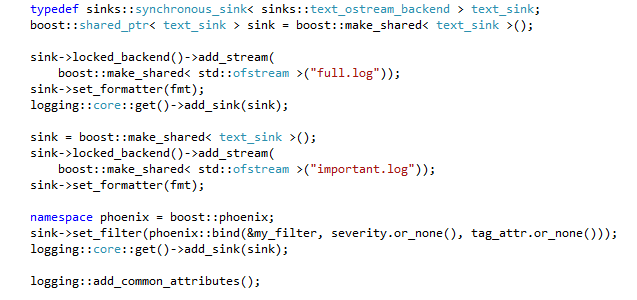 typedef sinks::synchronous_sink< sinks::text_ostream_backend > text_sink;
boost::shared_ptr< text_sink > sink = boost::make_shared< text_sink >();
sink->locked_backend()->add_stream(
boost::make_shared< std::ofstream >("full.log"));
sink->set_formatter(fmt);
logging::core::get()->add_sink(sink);
sink = boost::make_shared< text_sink >();
sink->locked_backend()->add_stream(
boost::make_shared< std::ofstream >("important.log"));
sink->set_formatter(fmt);
namespace phoenix = boost::phoenix;
sink->set_filter(phoenix::bind(&my_filter, severity.or_none(), tag_attr.or_none()));
logging::core::get()->add_sink(sink);
logging::add_common_attributes();